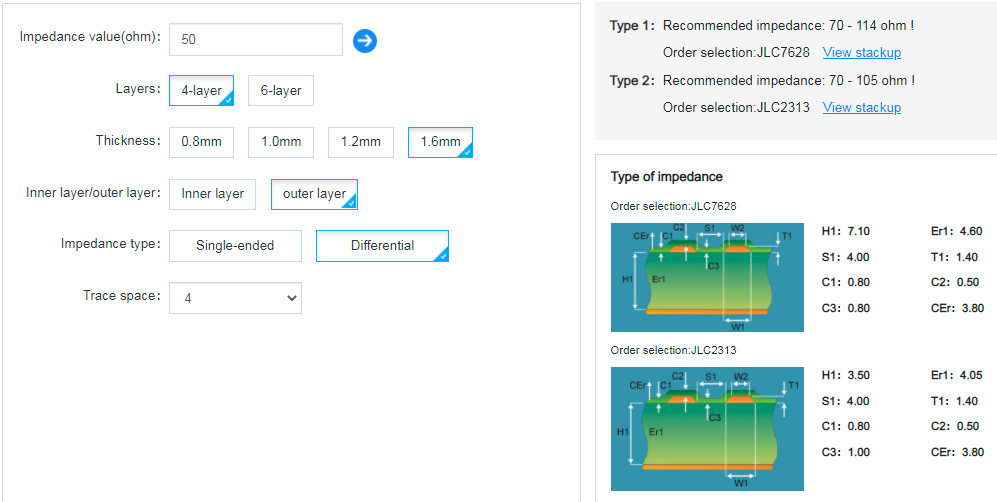 Impedance value(ohm): 50
Layers: 4-layer 6-layer
Thickness: 0.8mm 1.0mm 1.2mm 1.6mm
Inner layer/outer layer: Inner layer outer layer
Impedance type: Single-ended Differential
Trace space: 4
Type 1: Recommended impedance: 70 - 114 ohm !
Order selection:JLC7628 View stackup
Type 2: Recommended impedance: 70 - 105 ohm !
Order selection:JLC2313 View stackup
Type of impedance
Order selection:JLC7628
CEr C1 C2 S1 W2 T1
C3
H1 Er1
W1
H1: 7.10 Er1: 4.60
S1: 4.00 T1: 1.40
C1: 0.80 C2: 0.50
C3: 0.80 CEr: 3.80
Order selection:JLC2313
CEr C1 C2 S1 W2 T1
C3
H1 Er1
W1
H1: 3.50 Er1: 4.05
S1: 4.00 T1: 1.40
C1: 0.80 C2: 0.50
C3: 1.00 CEr: 3.80